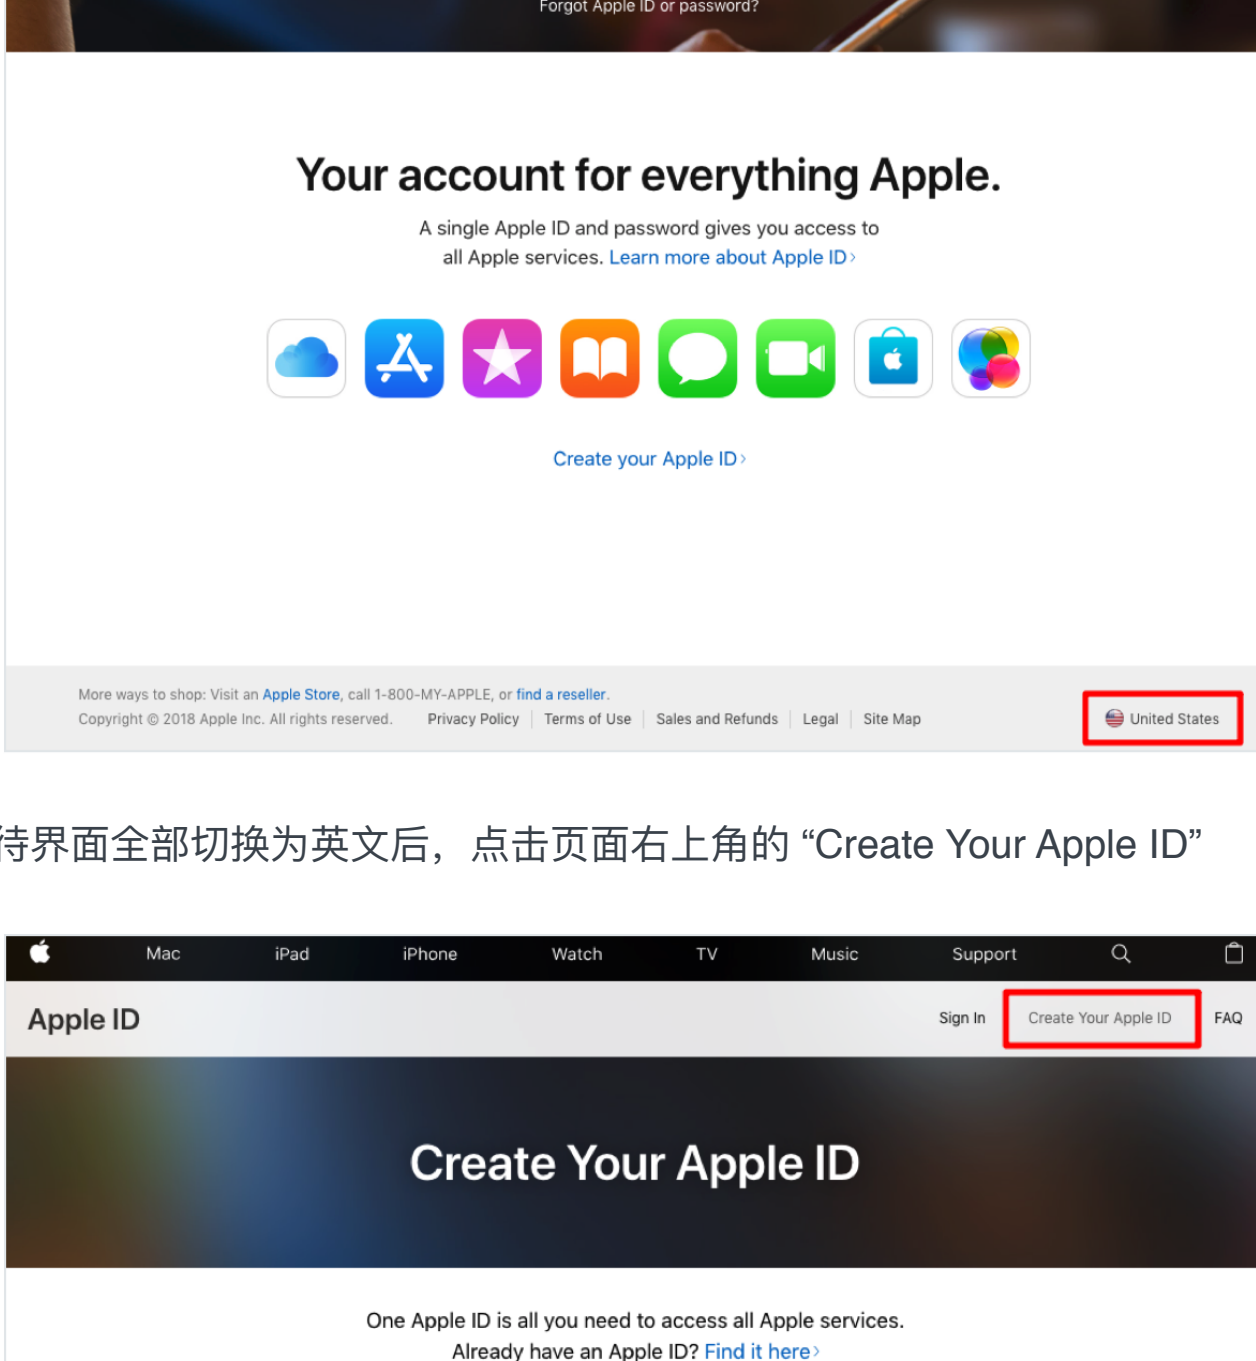 Forgot Apple ID or password?
Your account for everything Apple.
A single Apple ID and password gives you access to
all Apple services. Learn more about Apple ID›
Create your Apple ID›
More ways to shop: Visit an Apple Store, call 1-800-MY-APPLE, or find a reseller.
Copyright © 2018 Apple Inc. All rights reserved. Privacy Policy | Terms of Use | Sales and Refunds | Legal | Site Map United States
待界面全部切换为英文后，点击页面右上角的 “Create Your Apple ID”
Mac iPad iPhone Watch TV Music Support
Apple ID Sign In Create Your Apple ID FAQ
Create Your Apple ID
One Apple ID is all you need to access all Apple services.
Already have an Apple ID? Find it here›